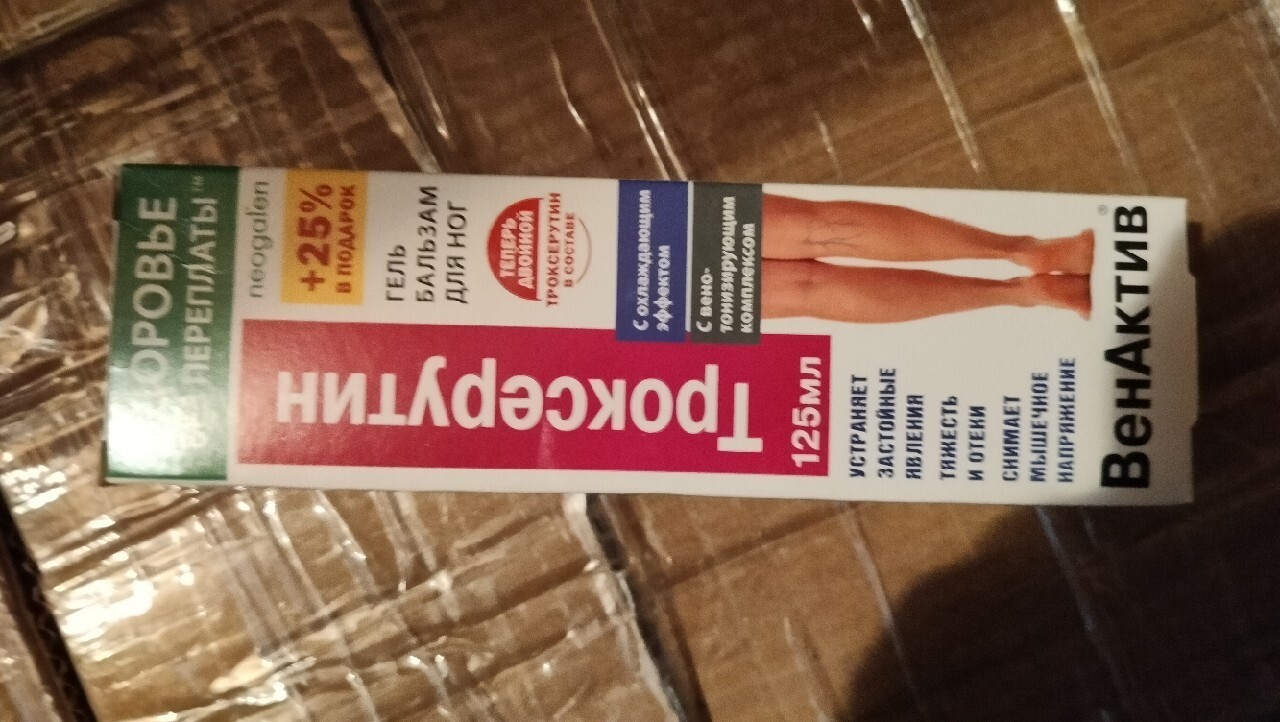 ЗДОРОВЬЕ
БЕЗ ПЕРЕПЛАТЫ™
neogalen
+25%
В ПОДАРОК
ГЕЛЬ
БАЛЬЗАМ
ДЛЯ НОГ
ТЕПЕРЬ
ДВОЙНОЙ
ТРОКСЕРУТИН
В СОСТАВЕ
Троксерутин
С охлаждающим
эффектом
С вено-
тонизирующим
комплексом
125мл
УСТРАНЯЕТ
ЗАСТОЙНЫЕ
ЯВЛЕНИЯ
ТЯЖЕСТЬ
И ОТЕКИ
СНИМАЕТ
МЫШЕЧНОЕ
НАПРЯЖЕНИЕ
ВенАктив®